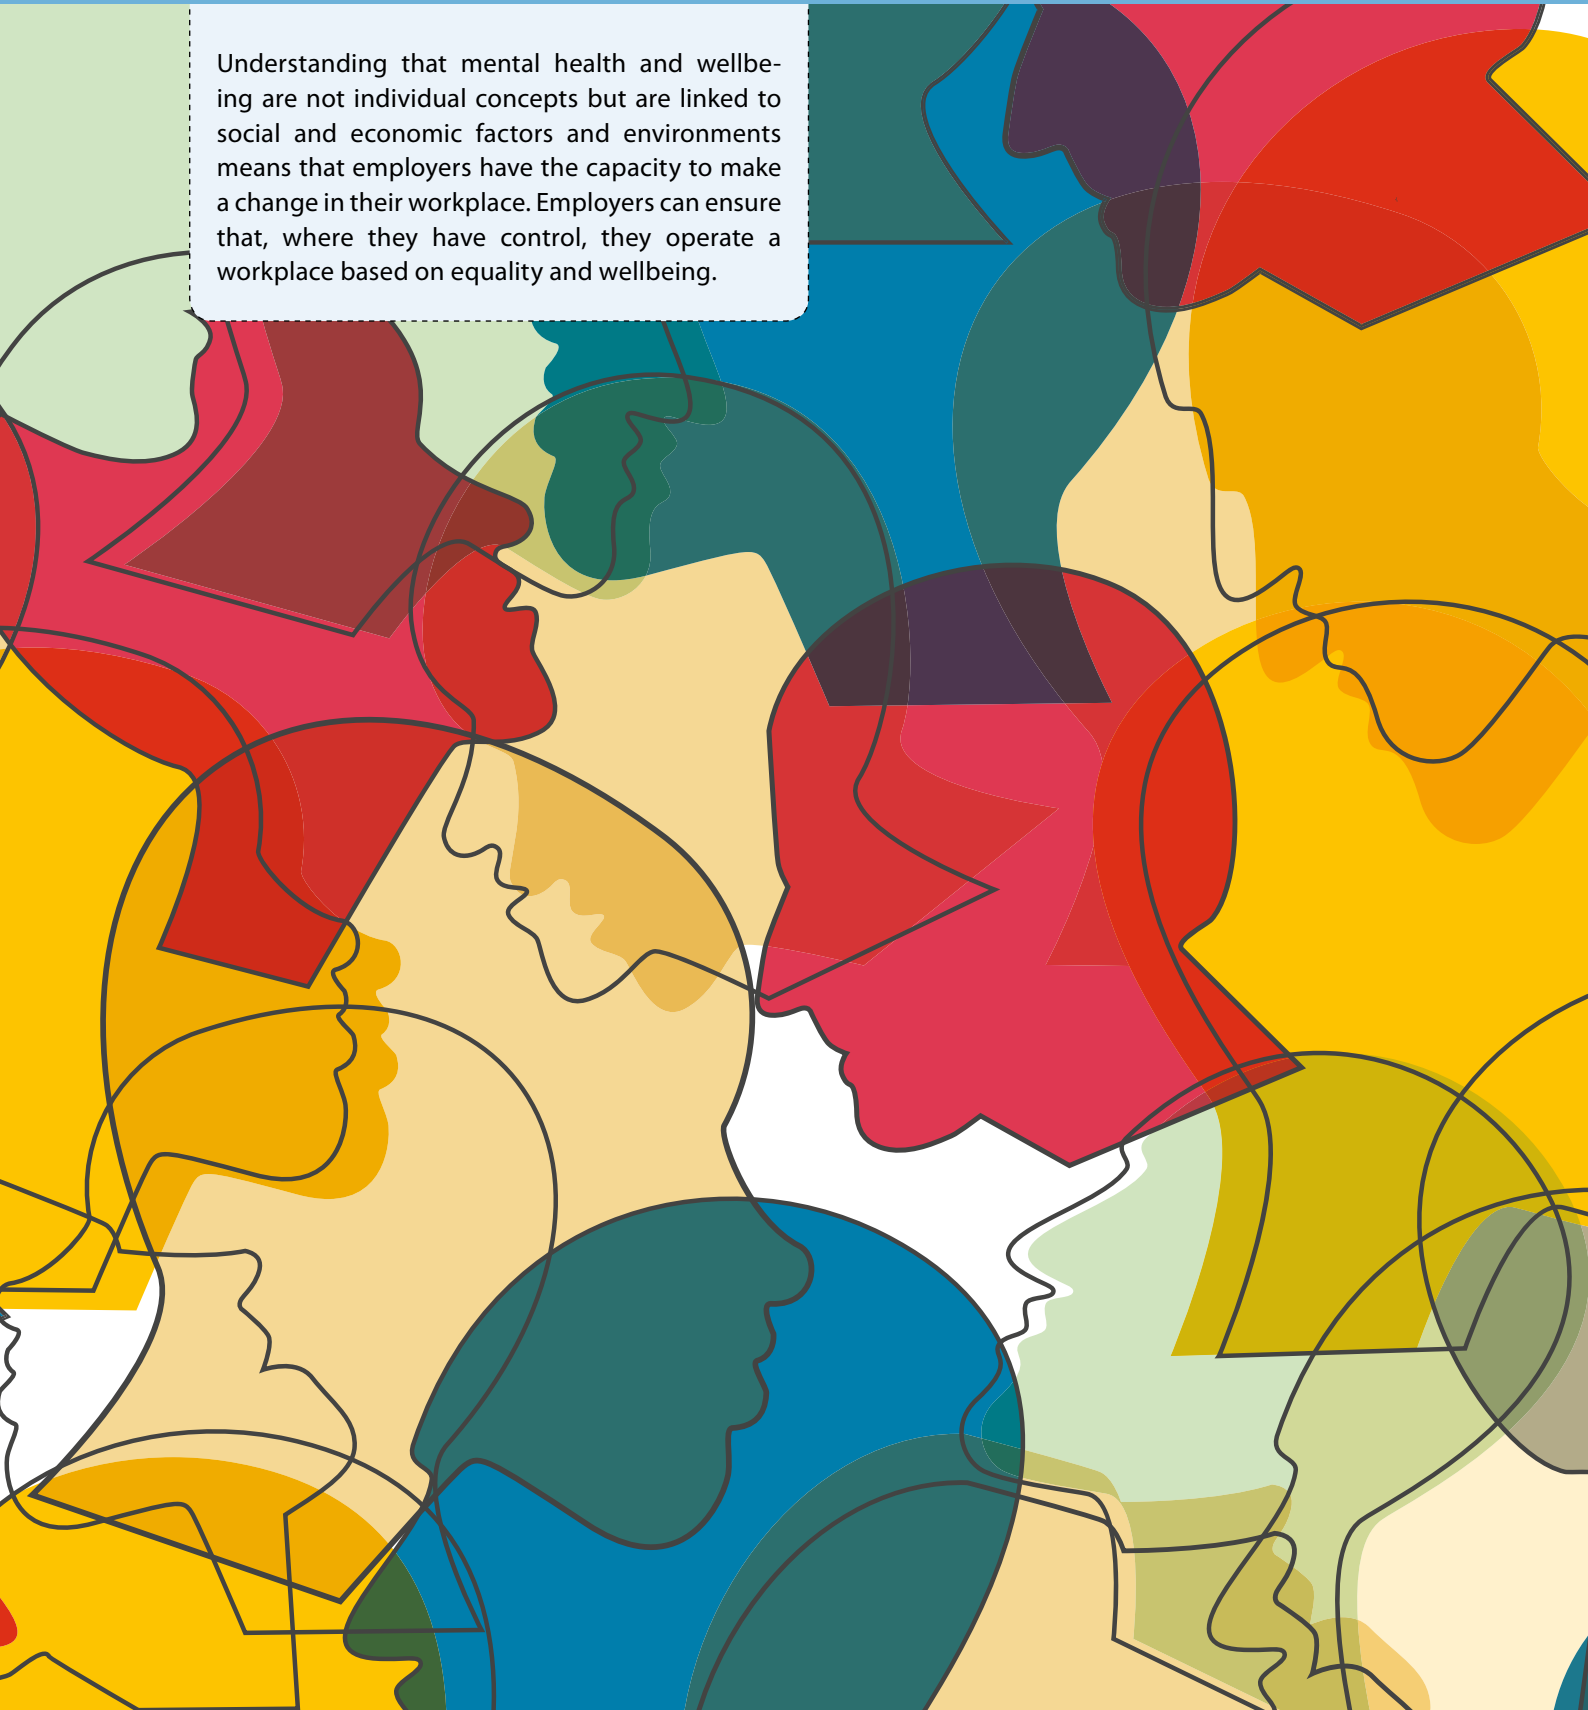 Understanding that mental health and wellbe-
ing are not individual concepts but are linked to
social and economic factors and environments
means that employers have the capacity to make
a change in their workplace. Employers can ensure
that, where they have control, they operate a
workplace based on equality and wellbeing.